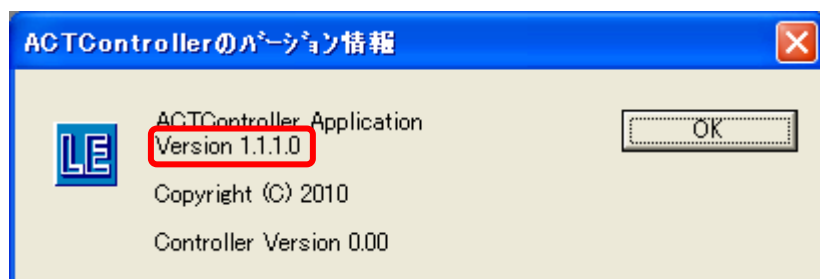 ACTControllerのバージョン情報
ACTController Application
OK
Version 1.1.1.0
LE
Copyright (C) 2010
Controller Version 0.00